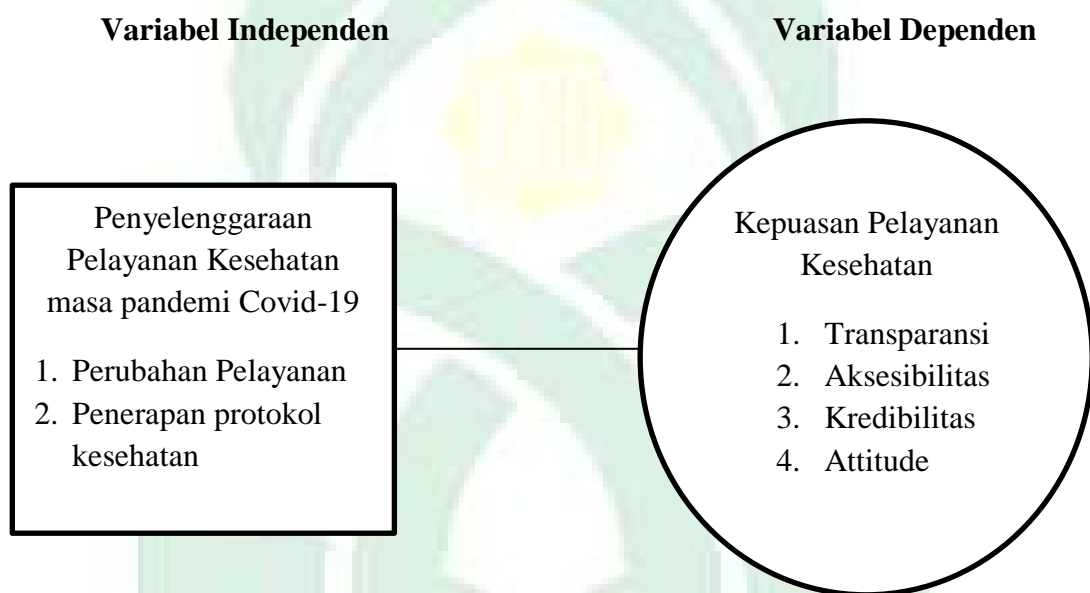 Variabel Independen
Variabel Dependen
Penyelenggaraan
Pelayanan Kesehatan
masa pandemi Covid-19
1. Perubahan Pelayanan
2. Penerapan protokol
kesehatan
Kepuasan Pelayanan
Kesehatan
1. Transparansi
2. Aksesibilitas
3. Kredibilitas
4. Attitude